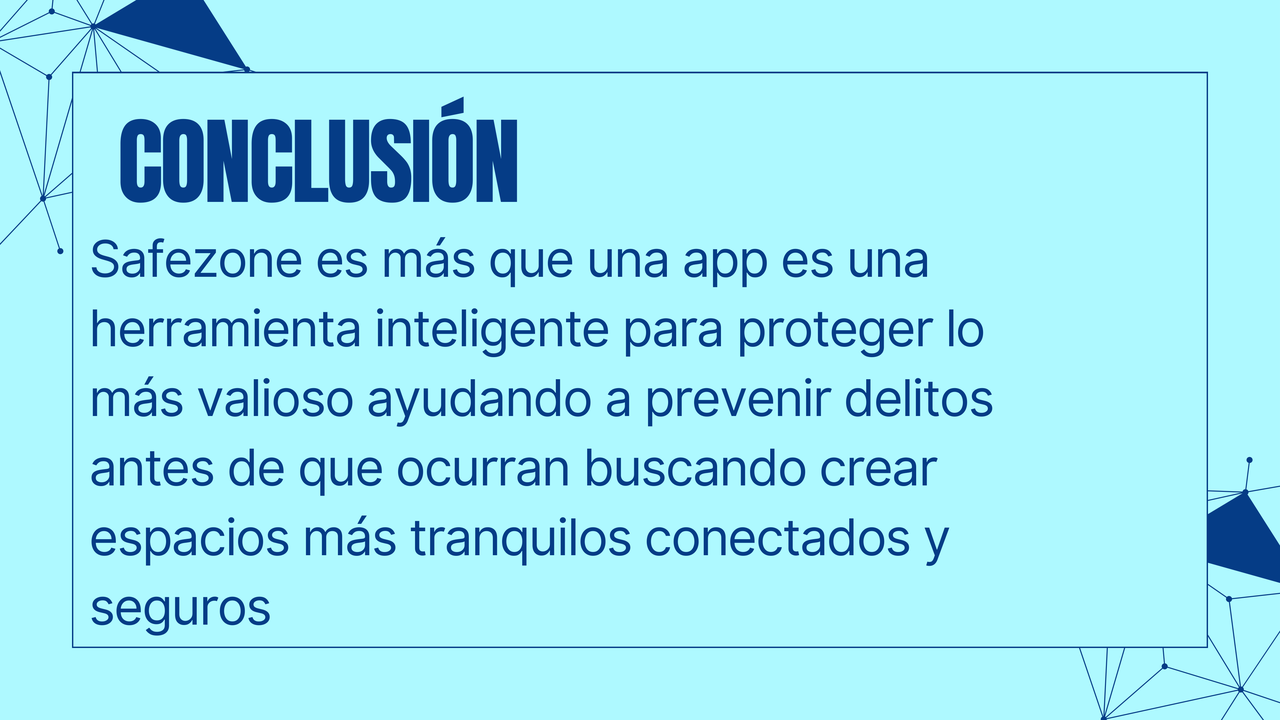 CONCLUSIÓN
Safezone es más que una app es una
herramienta inteligente para proteger lo
más valioso ayudando a prevenir delitos
antes de que ocurran buscando crear
espacios más tranquilos conectados y
seguros